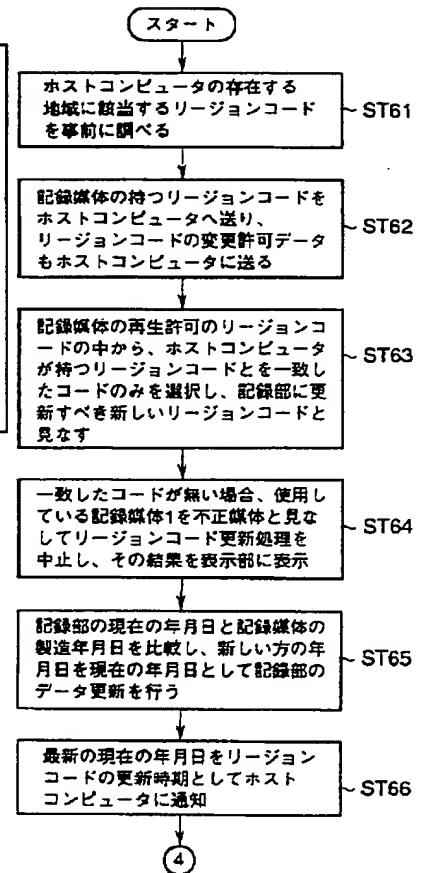 スタート
ホストコンピュータの存在する
地域に該当するリージョンコード
を事前に調べる
ST61
記録媒体の持つリージョンコードを
ホストコンピュータへ送り、
リージョンコードの変更許可データ
もホストコンピュータに送る
ST62
記録媒体の再生許可のリージョンコ
ードの中から、ホストコンピュータ
が持つリージョンコードとを一致し
たコードのみを選択し、記録部に更
新すべき新しいリージョンコードと
見なす
ST63
一致したコードが無い場合、使用し
ている記録媒体1を不正媒体と見な
してリージョンコード更新処理を
中止し、その結果を表示部に表示
ST64
記録部の現在の年月日と記録媒体の
製造年月日を比較し、新しい方の年
月日を現在の年月日として記録部の
データ更新を行う
ST65
最新の現在の年月日をリージョン
コードの更新時期としてホスト
コンピュータに通知
ST66
4